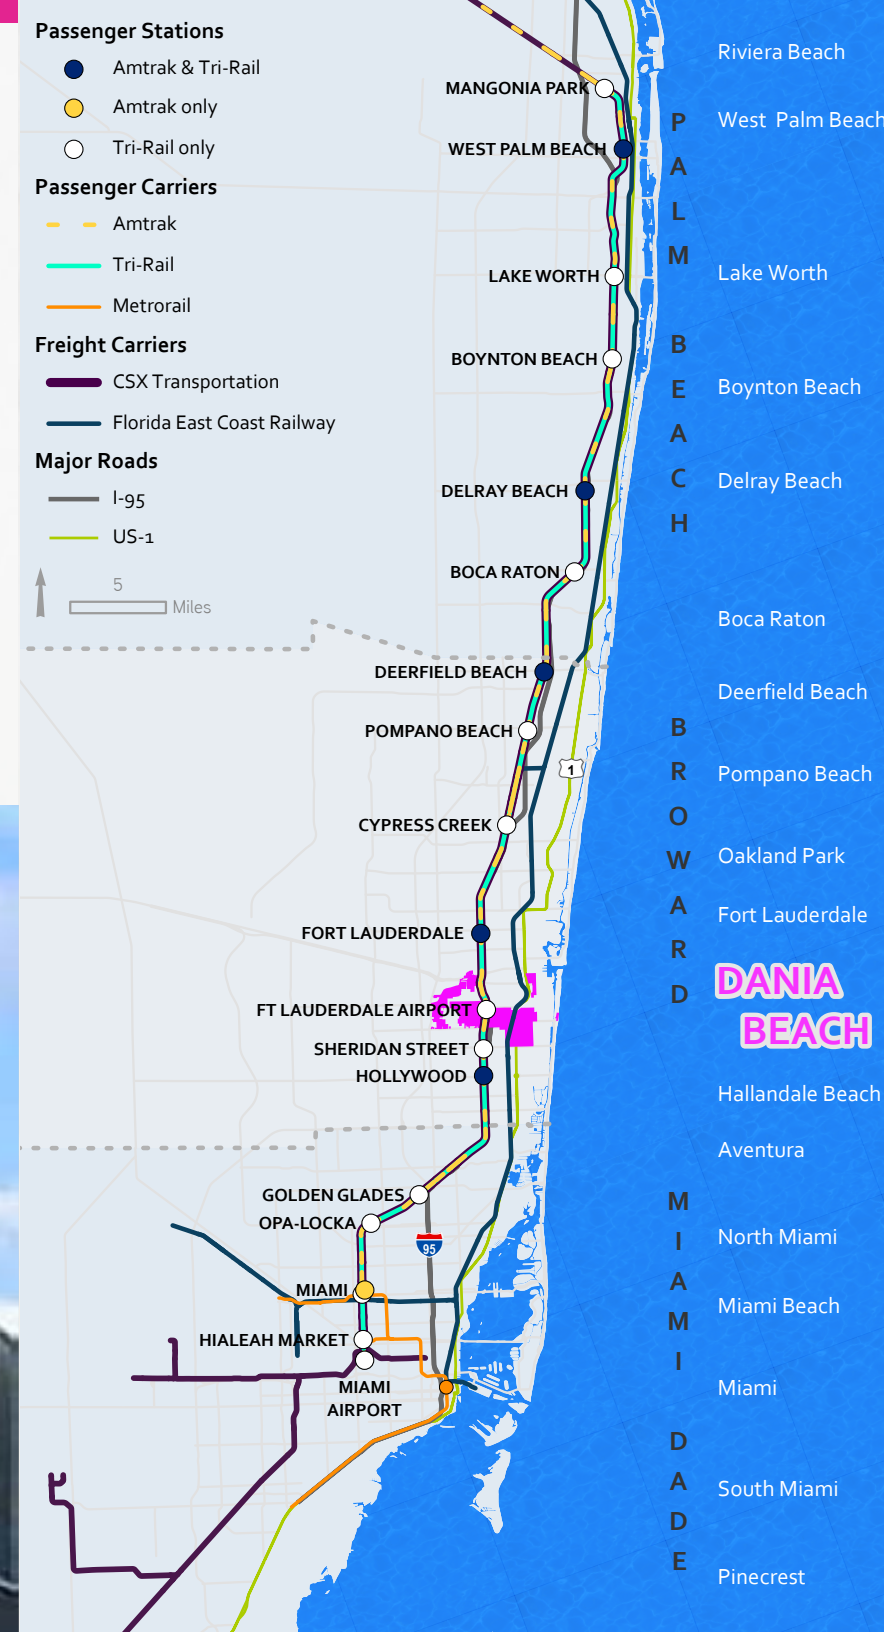 Passenger Stations
Amtrak & Tri-Rail
Amtrak only
Tri-Rail only
Passenger Carriers
Amtrak
Tri-Rail
Metrorail
Freight Carriers
CSX Transportation
Florida East Coast Railway
Major Roads
I-95
US-1
5
Miles
MANGONIA PARK
WEST PALM BEACH
LAKE WORTH
BOYNTON BEACH
DELRAY BEACH
BOCA RATON
DEERFIELD BEACH
POMPANO BEACH
1
CYPRESS CREEK
FORT LAUDERDALE
FT LAUDERDALE AIRPORT
SHERIDAN STREET
HOLLYWOOD
GOLDEN GLADES
OPA-LOCKA
95
MIAMI
HIALEAH MARKET
MIAMI
AIRPORT
PALM BEACH
BROWARD
MIAMI DADE
Riviera Beach
West Palm Beach
Lake Worth
Boynton Beach
Delray Beach
Boca Raton
Deerfield Beach
Pompano Beach
Oakland Park
Fort Lauderdale
DANIA
BEACH
Hallandale Beach
Aventura
North Miami
Miami Beach
Miami
South Miami
Pinecrest